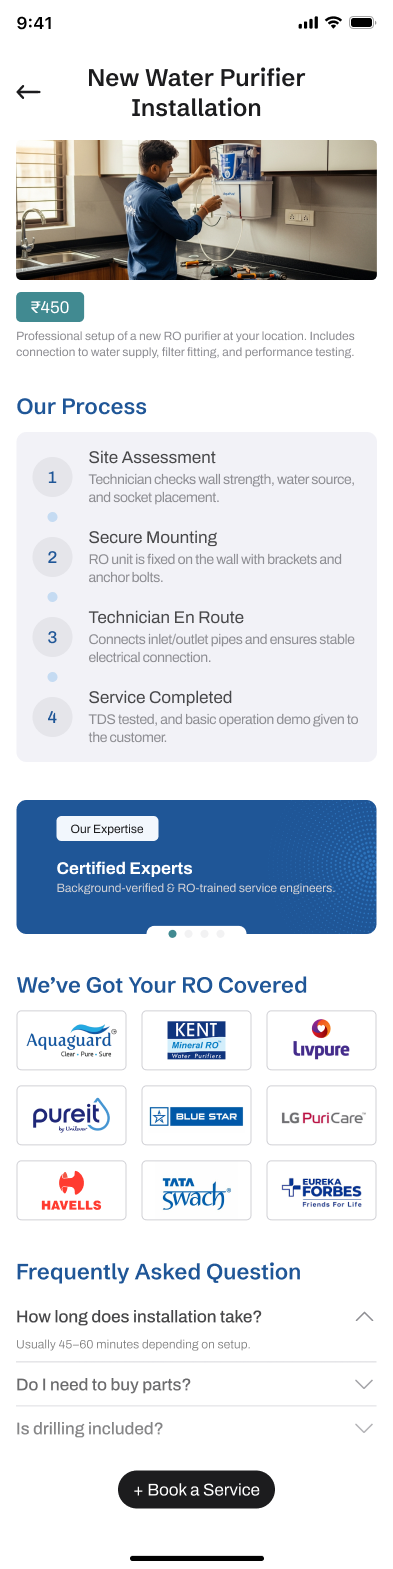 9:41
New Water Purifier
Installation
₹450
Professional setup of a new RO purifier at your location. Includes
connection to water supply, filter fitting, and performance testing.
Our Process
1
Site Assessment
Technician checks wall strength, water source,
and socket placement.
2
Secure Mounting
RO unit is fixed on the wall with brackets and
anchor bolts.
3
Technician En Route
Connects inlet/outlet pipes and ensures stable
electrical connection.
4
Service Completed
TDS tested, and basic operation demo given to
the customer.
Our Expertise
Certified Experts
Background-verified & RO-trained service engineers.
We've Got Your RO Covered
Aquaguard®
Clear - Pure - Sure
KENT
Mineral RO™
Water Purifiers
Livpure
pureit
by Unilever
BLUE STAR
LG PuriCare™
HAVELLS
TATA
swach®
EUREKA
FORBES
Friends For Life
Frequently Asked Question
How long does installation take?
Usually 45–60 minutes depending on setup.
Do I need to buy parts?
Is drilling included?
+ Book a Service